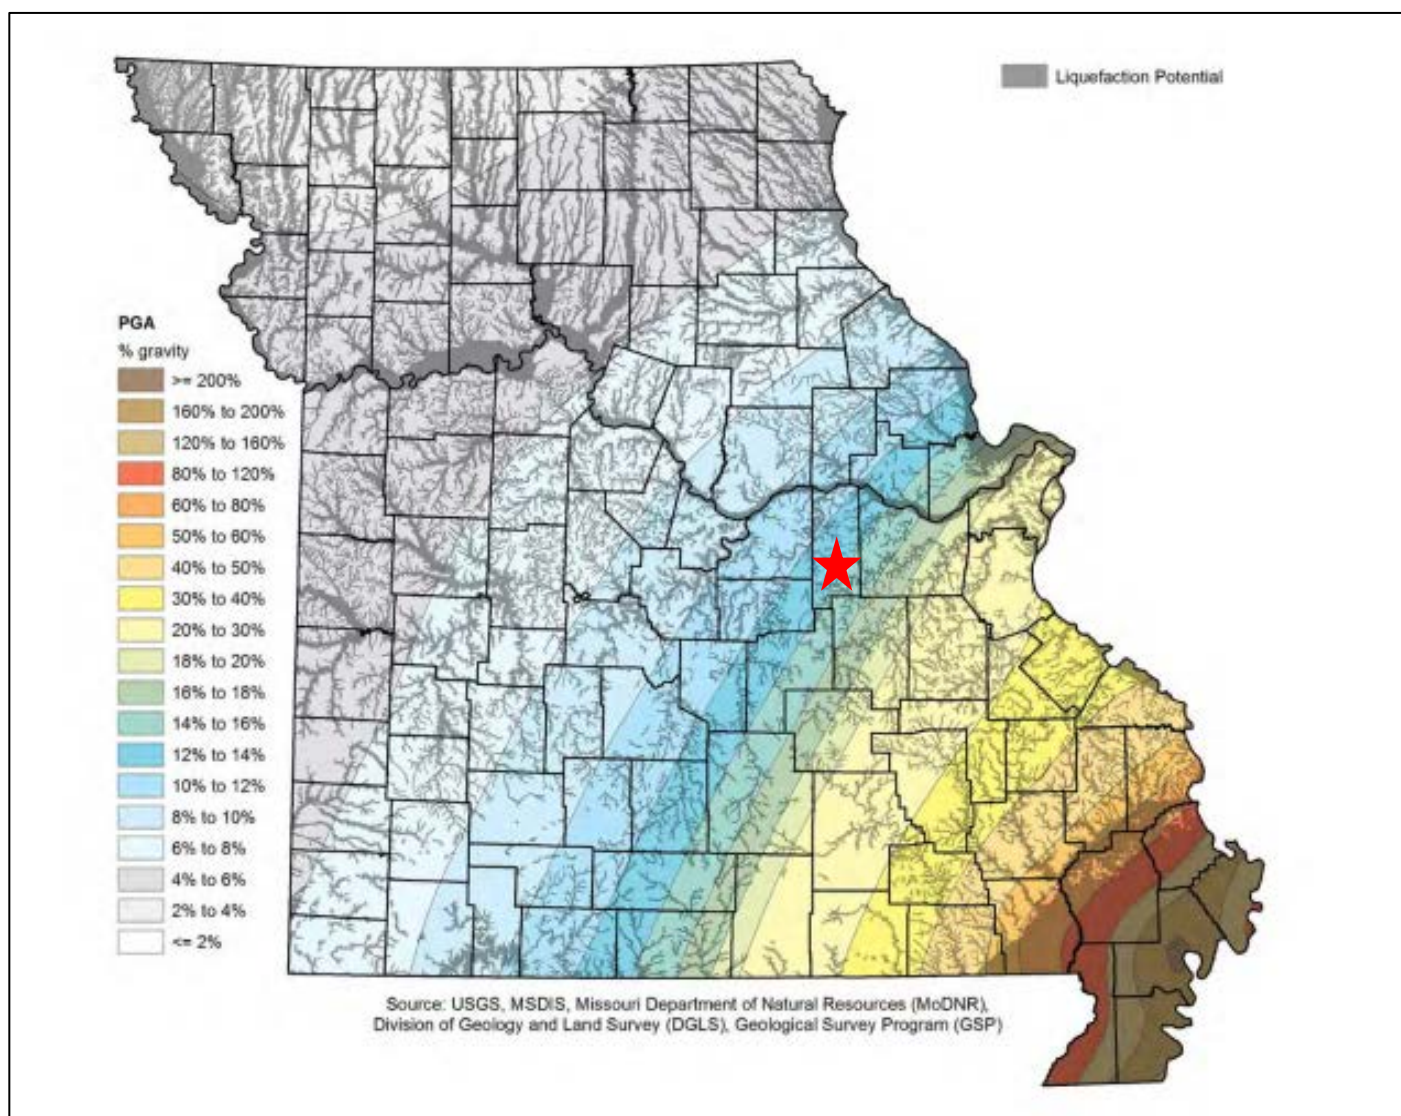 Liquefaction Potential
PGA
% gravity
>= 200%
160% to 200%
120% to 160%
80% to 120%
60% to 80%
50% to 60%
40% to 50%
30% to 40%
20% to 30%
18% to 20%
16% to 18%
14% to 16%
12% to 14%
10% to 12%
8% to 10%
6% to 8%
4% to 6%
2% to 4%
<= 2%
Source: USGS, MSDIS, Missouri Department of Natural Resources (MoDNR),
Division of Geology and Land Survey (DGLS), Geological Survey Program (GSP)